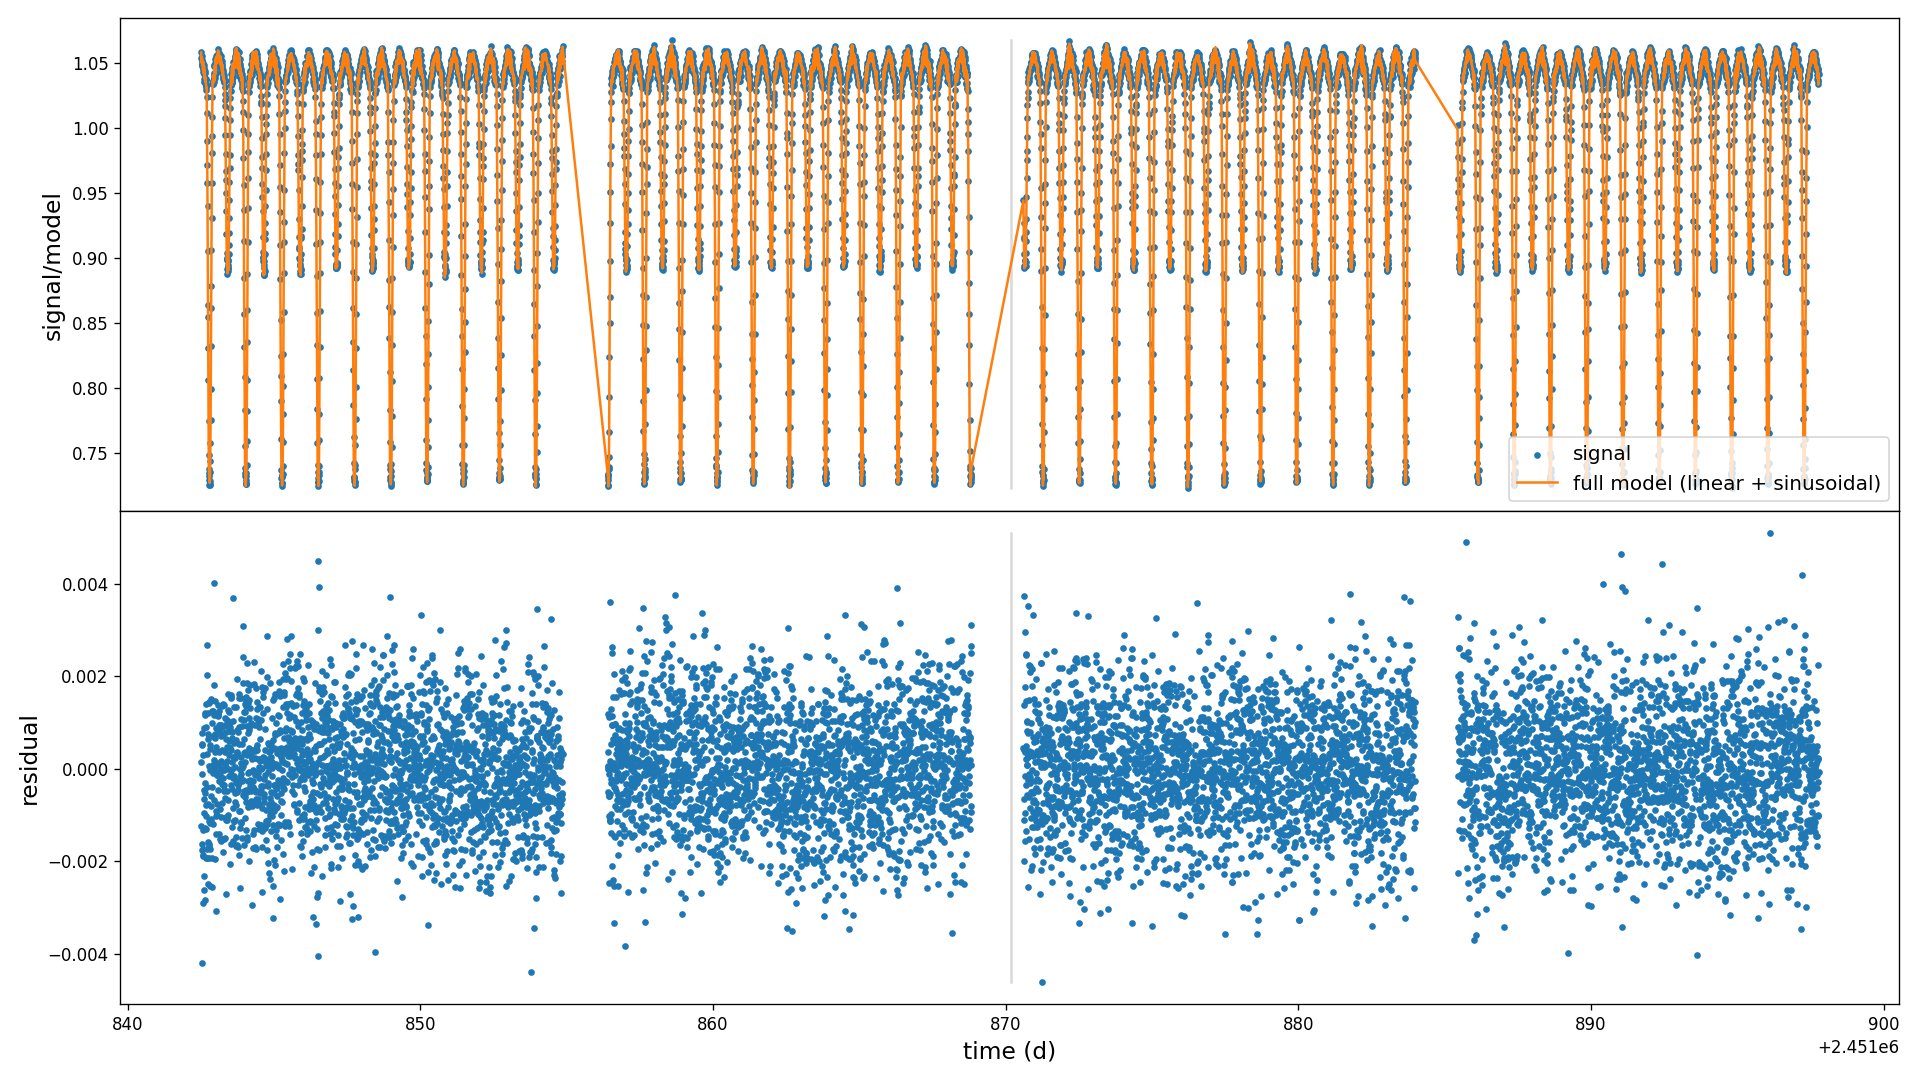 1.05
1.00
0.95
0.90
0.85
0.80
0.75
signal/model
signal
full model (linear + sinusoidal)
0.004
0.002
0.000
−0.002
−0.004
residual
840 850 860 870 880 890 900
time (d)
+2.451e6